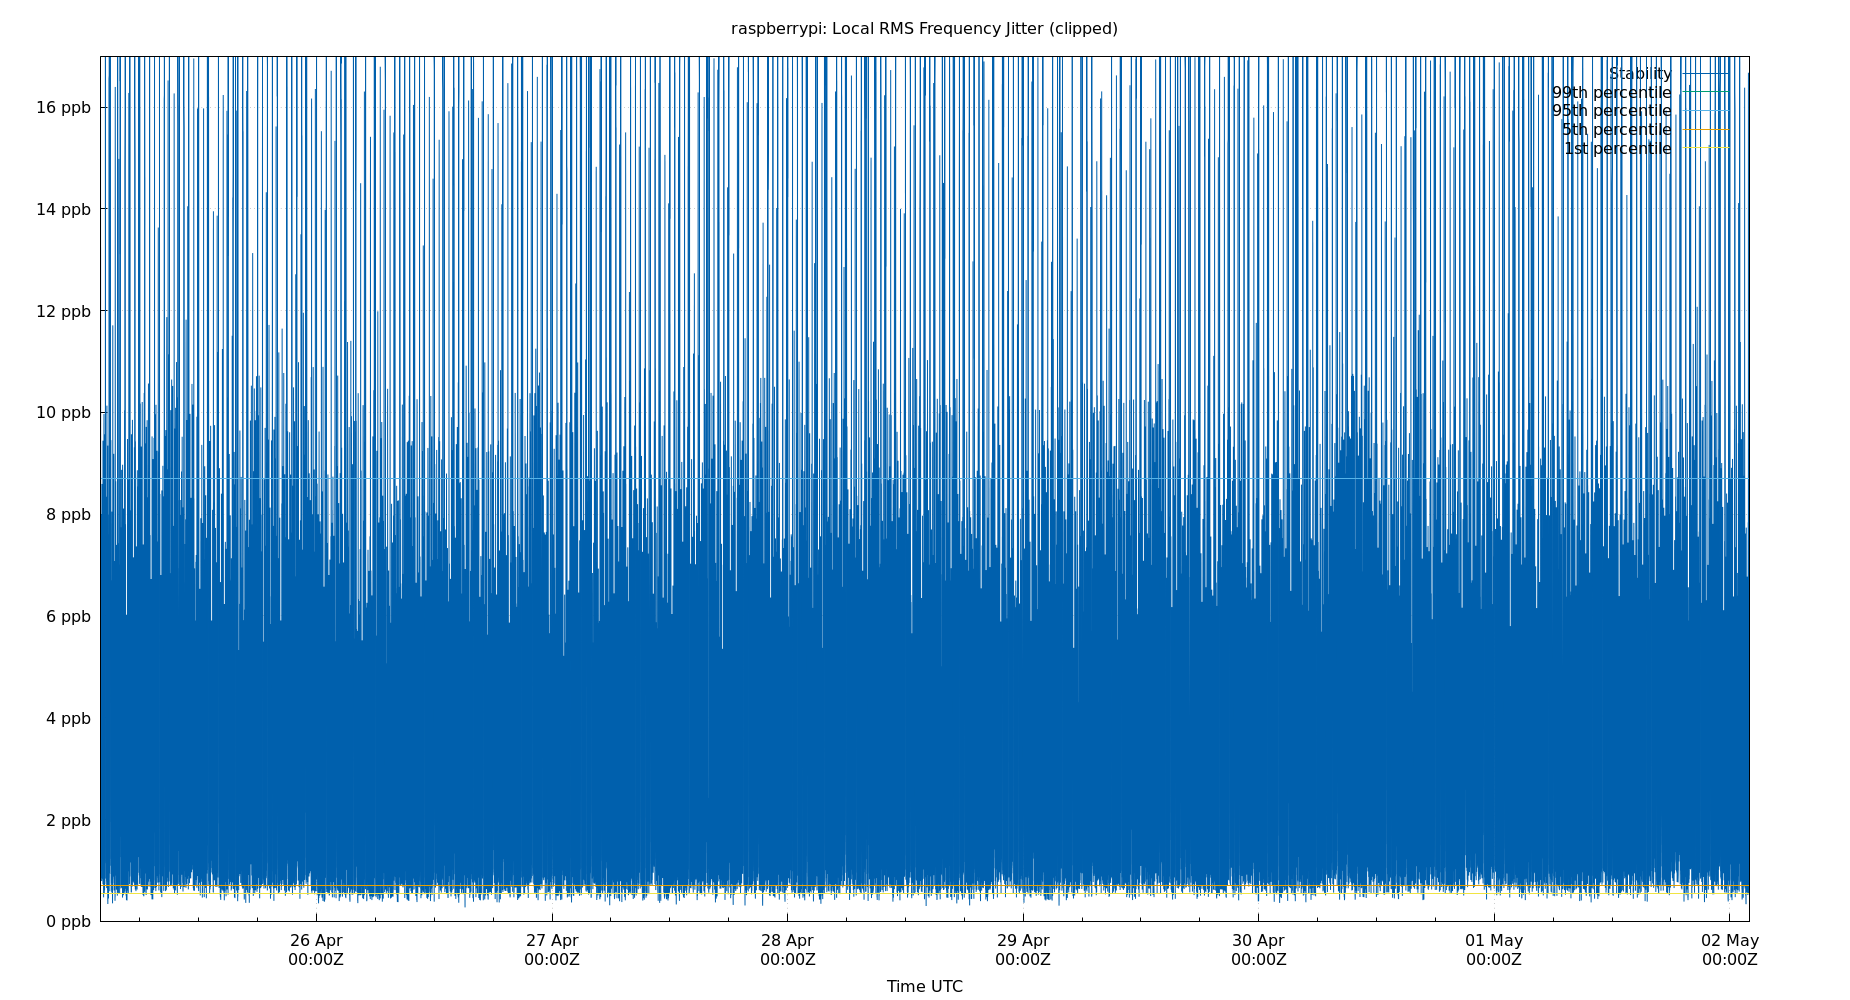 raspberrypi: Local RMS Frequency Jitter (clipped)
Stability
99th percentile
95th percentile
5th percentile
1st percentile
16 ppb
14 ppb
12 ppb
10 ppb
8 ppb
6 ppb
4 ppb
2 ppb
0 ppb
26 Apr 27 Apr 28 Apr 29 Apr 30 Apr 01 May 02 May
00:00Z 00:00Z 00:00Z 00:00Z 00:00Z 00:00Z 00:00Z
Time UTC